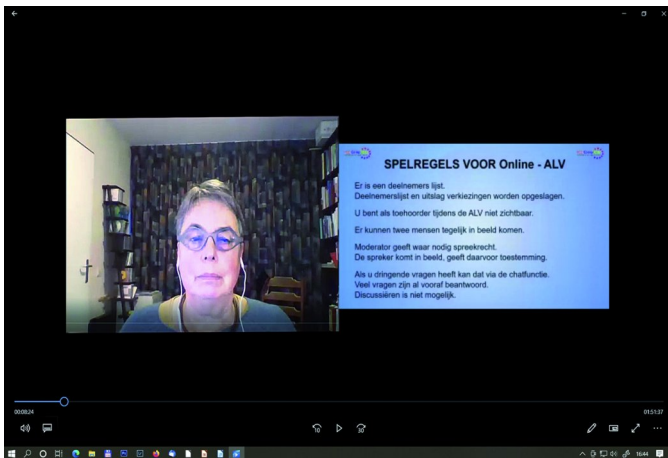 SPELREGELS VOOR Online - ALV
Er is een deelnemers lijst.
Deelnemerslijst en uitslag verkiezingen worden opgeslagen.
U bent als toehoorder tijdens de ALV niet zichtbaar.
Er kunnen twee mensen tegelijk in beeld komen.
Moderator geeft waar nodig spreekrecht.
De spreker komt in beeld, geeft daarvoor toestemming.
Als u dringende vragen heeft kan dat via de chatfunctie.
Veel vragen zijn al vooraf beantwoord.
Discussiëren is niet mogelijk.
00:08:24
01:51:37
10
30
16:44